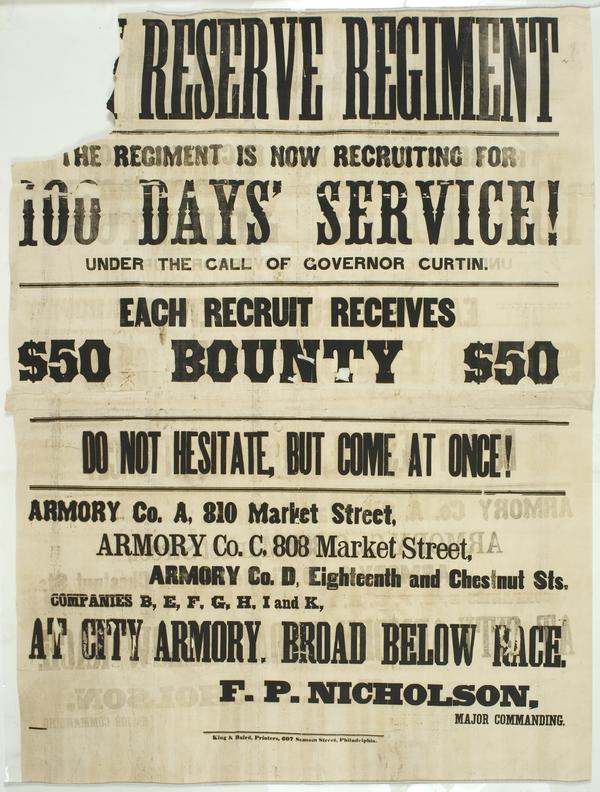 RESERVE REGIMENT
THE REGIMENT IS NOW RECRUITING FOR
100 DAYS' SERVICE!
UNDER THE CALL OF GOVERNOR CURTIN.
EACH RECRUIT RECEIVES
$50 BOUNTY $50
DO NOT HESITATE, BUT COME AT ONCE!
ARMORY Co. A, 810 Market Street,
ARMORY Co. C, 808 Market Street,
ARMORY Co. D, Eighteenth and Chestnut Sts.
COMPANIES B, E, F, G, H, I and K,
AT CITY ARMORY, BROAD BELOW RACE.
F. P. NICHOLSON,
MAJOR COMMANDING.
King & Baird, Printers, 607 Sansom Street, Philadelphia.